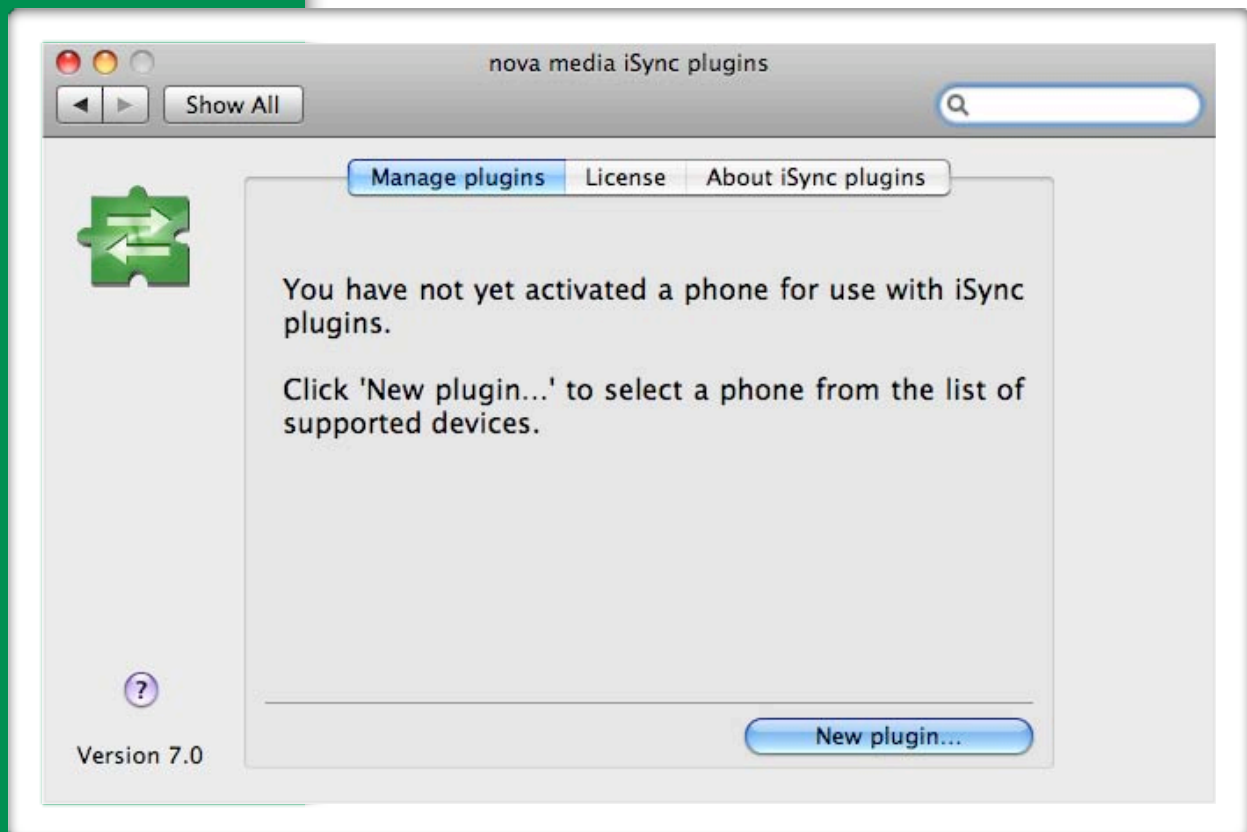 nova media iSync plugins
Show All
Manage plugins License About iSync plugins
You have not yet activated a phone for use with iSync
plugins.
Click 'New plugin...' to select a phone from the list of
supported devices.
?
New plugin...
Version 7.0